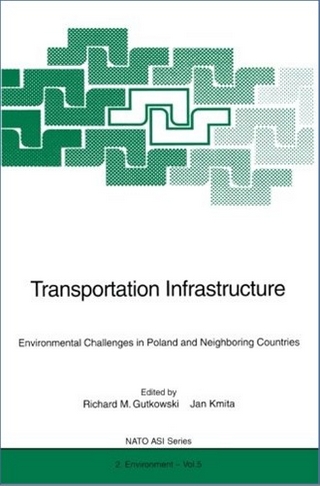 Transportation Infrastructure
Environmental Challenges in Poland and Neighboring Countries
Edited by
Richard M. Gutkowski Jan Kmita
NATO ASI Series
2. Environment – Vol.5